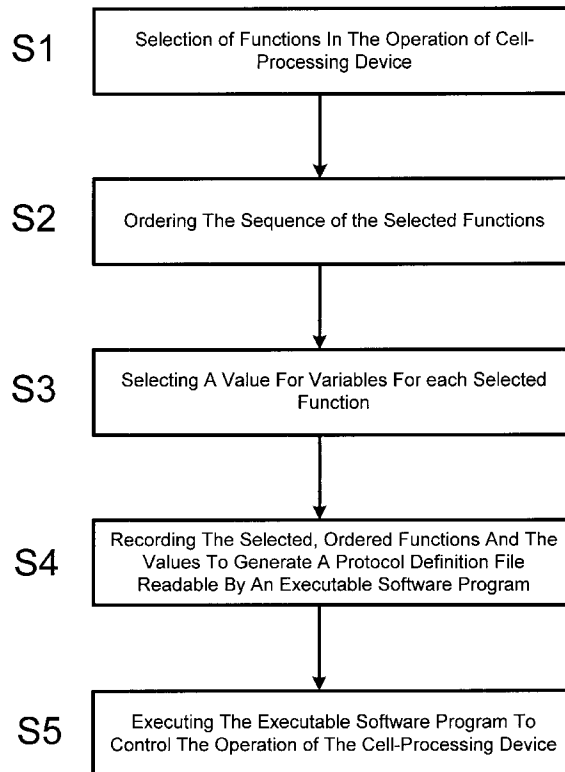 S1
Selection of Functions In The Operation of Cell-
Processing Device
S2
Ordering The Sequence of the Selected Functions
S3
Selecting A Value For Variables For each Selected
Function
S4
Recording The Selected, Ordered Functions And The
Values To Generate A Protocol Definition File
Readable By An Executable Software Program
S5
Executing The Executable Software Program To
Control The Operation of The Cell-Processing Device